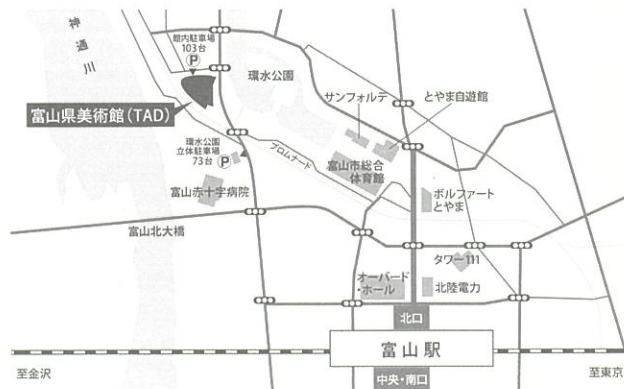 神通川
館内駐車場
103台
P
環水公園
サンフォルテ
とやま自遊館
富山県美術館（TAD）
環水公園
立体駐車場
73台
P
プロムナード
富山市総合
体育館
ボルファート
とやま
富山赤十字病院
富山北大橋
タワー111
オーバード
・ホール
北陸電力
北口
富山駅
至金沢
至東京
中央・南口